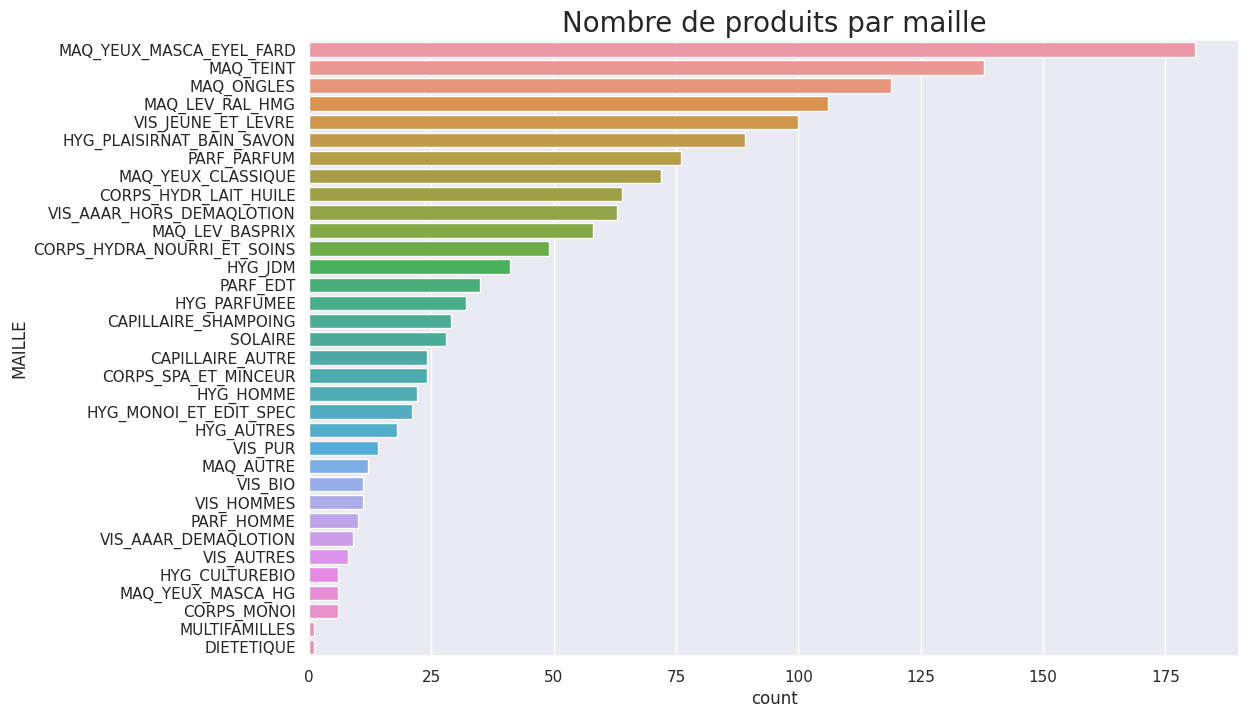 Nombre de produits par maille
MAQ_YEUX_MASCA_EYEL_FARD
MAQ_TEINT
MAQ_ONGLES
MAQ_LEV_RAL_HMG
VIS_JEUNE_ET_LEVRE
HYG_PLAISIRNAT_BAIN_SAVON
PARF_PARFUM
MAQ_YEUX_CLASSIQUE
CORPS_HYDR_LAIT_HUILE
VIS_AAAR_HORS_DEMAQLOTION
MAQ_LEV_BASPRIX
CORPS_HYDRA_NOURRI_ET_SOINS
HYG_JDM
PARF_EDT
HYG_PARFUMEE
CAPILLAIRE_SHAMPOING
SOLAIRE
CAPILLAIRE_AUTRE
CORPS_SPA_ET_MINCEUR
HYG_HOMME
HYG_MONOI_ET_EDIT_SPEC
HYG_AUTRES
VIS_PUR
MAQ_AUTRE
VIS_BIO
VIS_HOMMES
PARF_HOMME
VIS_AAAR_DEMAQLOTION
VIS_AUTRES
HYG_CULTUREBIO
MAQ_YEUX_MASCA_HG
CORPS_MONOI
MULTIFAMILLES
DIETETIQUE
MAILLE
0 25 50 75 100 125 150 175
count